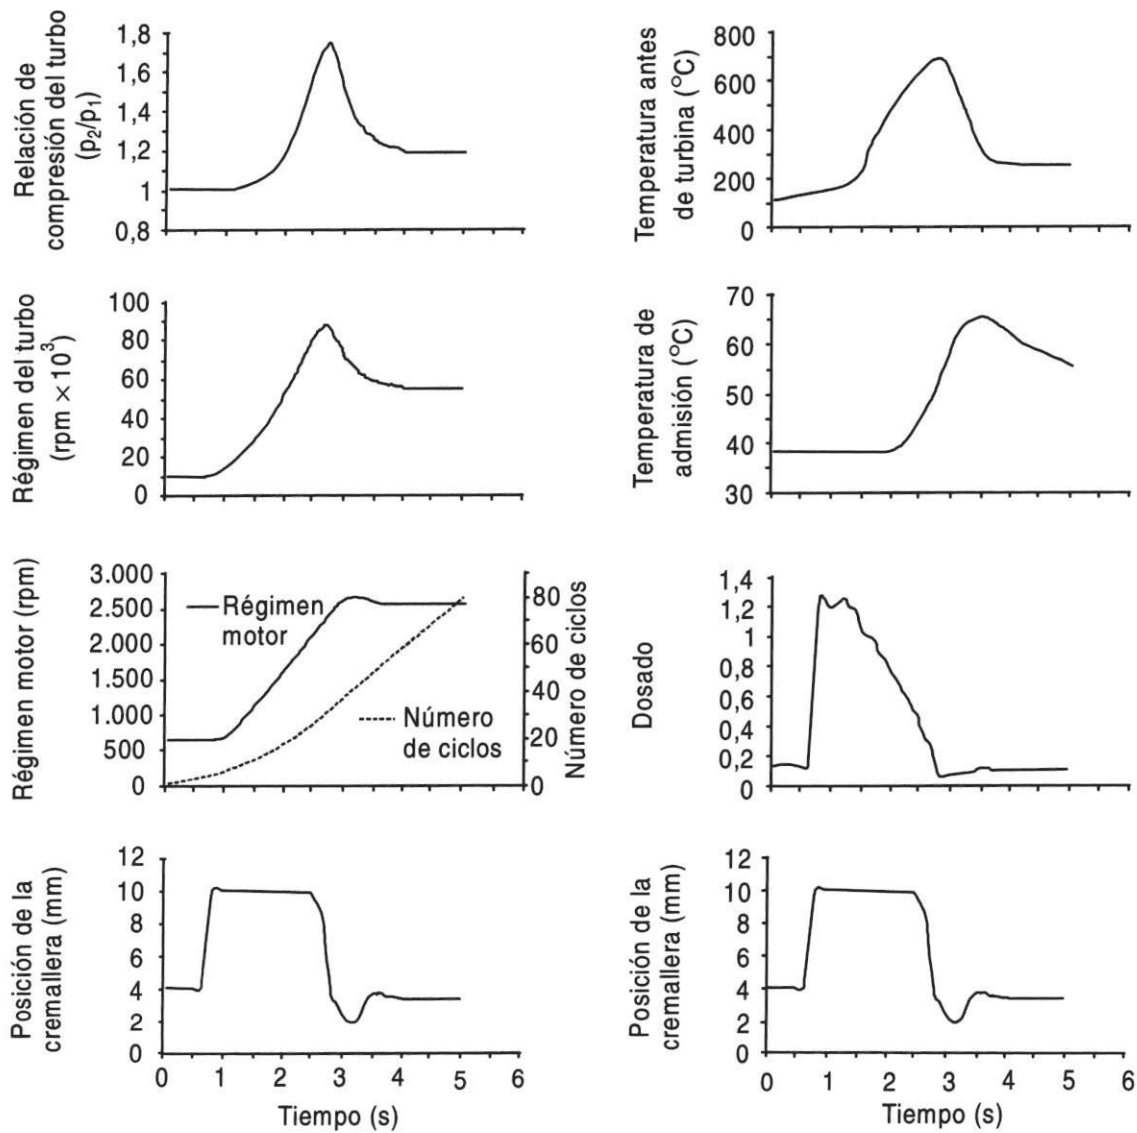 Relación de
compresión del turbo
(p₂/p₁)
1,8
1,6
1,4
1,2
1
0,8
Temperatura antes
de turbina (°C)
800
600
400
200
0
Régimen del turbo
(rpm × 10³)
100
80
60
40
20
0
Temperatura de
admisión (°C)
70
60
50
40
30
Régimen motor (rpm)
3.000
2.500
2.000
1.500
1.000
500
0
Régimen
motor
Número
de ciclos
80
60
40
20
0
Número de ciclos
Dosado
1,4
1,2
1
0,8
0,6
0,4
0,2
0
Posición de la
cremallera (mm)
12
10
8
6
4
2
0
0 1 2 3 4 5 6
Tiempo (s)
Posición de la
cremallera (mm)
12
10
8
6
4
2
0
0 1 2 3 4 5 6
Tiempo (s)